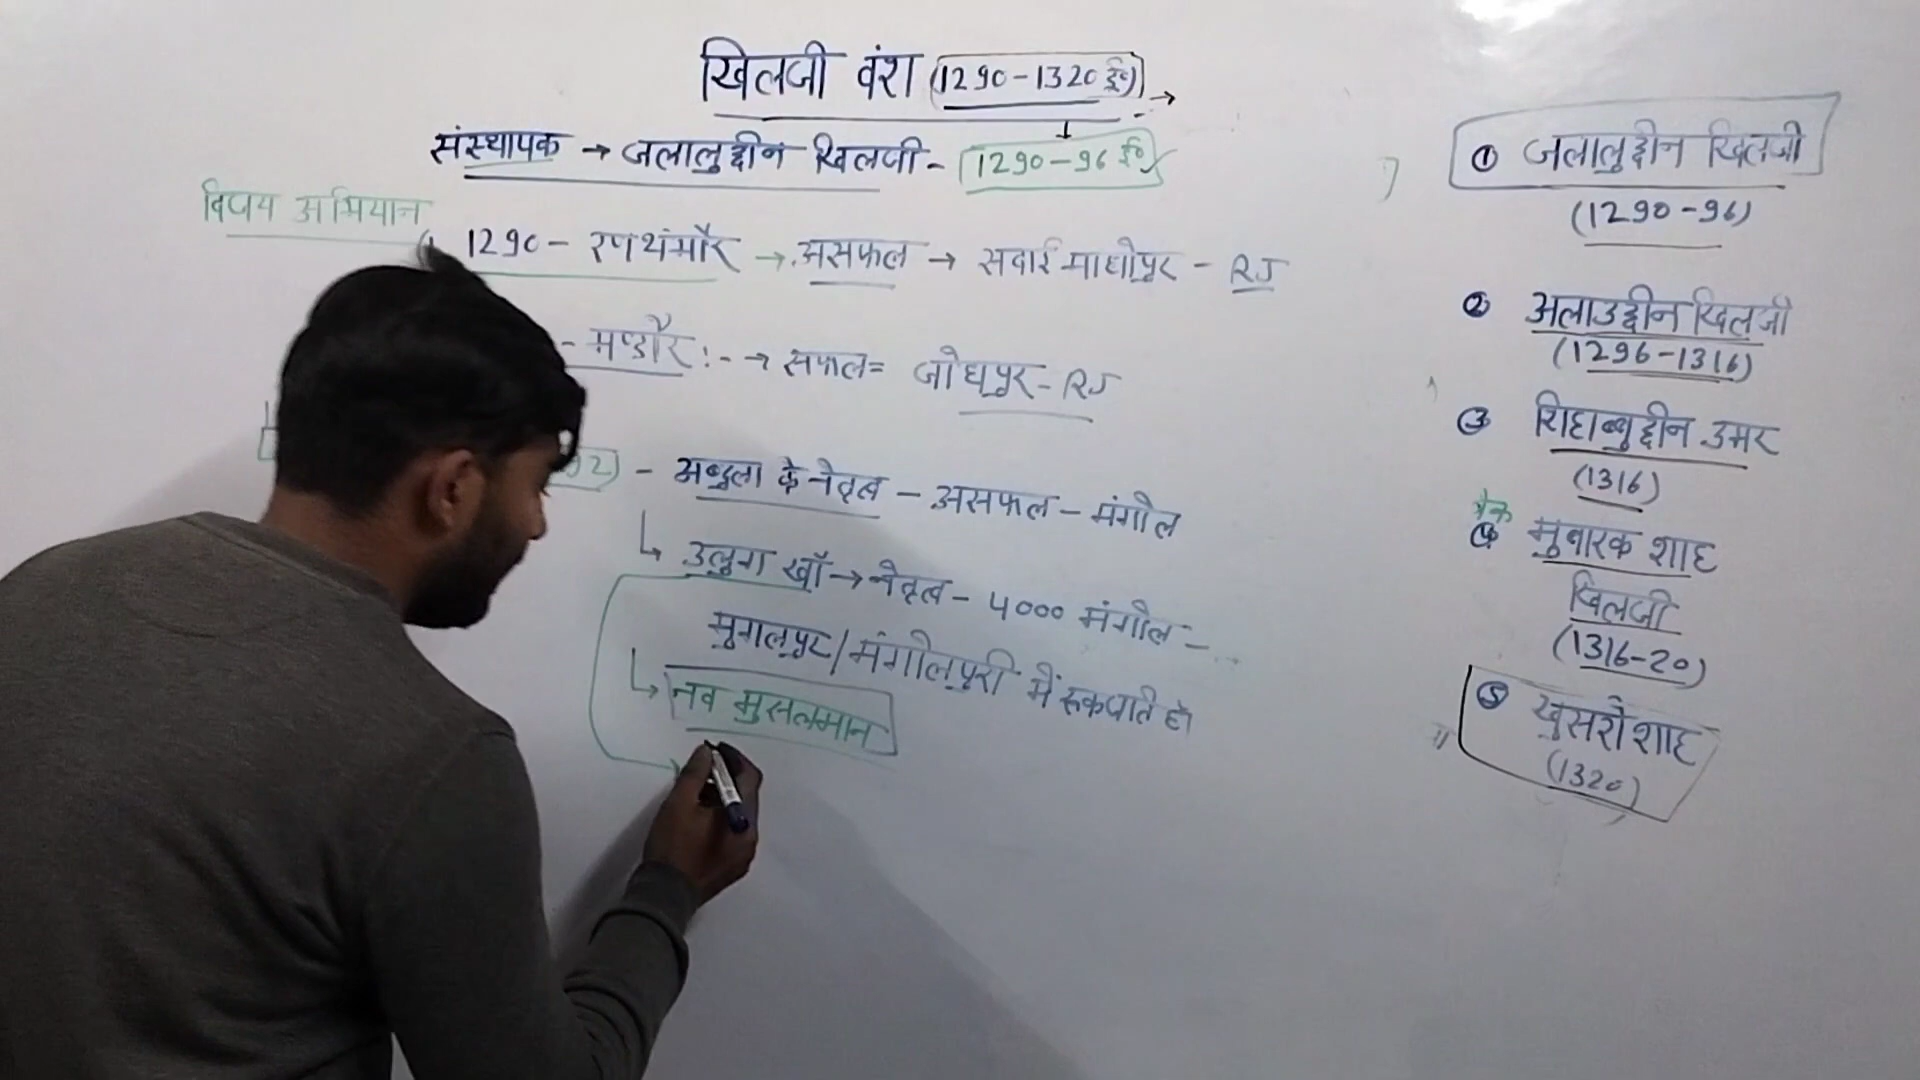 खिलजी वंश (1290-1320 ई०) →
संस्थापक → जलालुद्दीन खिलजी - 1290-96 ई०
विजय अभियान
1290 - रणथंभौर → असफल → सवाई माधोपुर - RJ
- मण्डौर :- → सफल = जोधपुर - RJ
92) - अब्दुला के नेतृत्व - असफल - मंगोल
उलुग खाँ → नेतृत्व - 4000 मंगोल -
मुगलपुर/मंगोलपुरी में रूकजाते है।
नव मुसलमान
① जलालुद्दीन खिलजी
(1290-96)
② अलाउद्दीन खिलजी
(1296-1316)
③ शिहाब्बुद्दीन उमर
(1316)
④ मुबारक शाह
खिलजी
(1316-20)
⑤ खुसरो शाह
(1320)